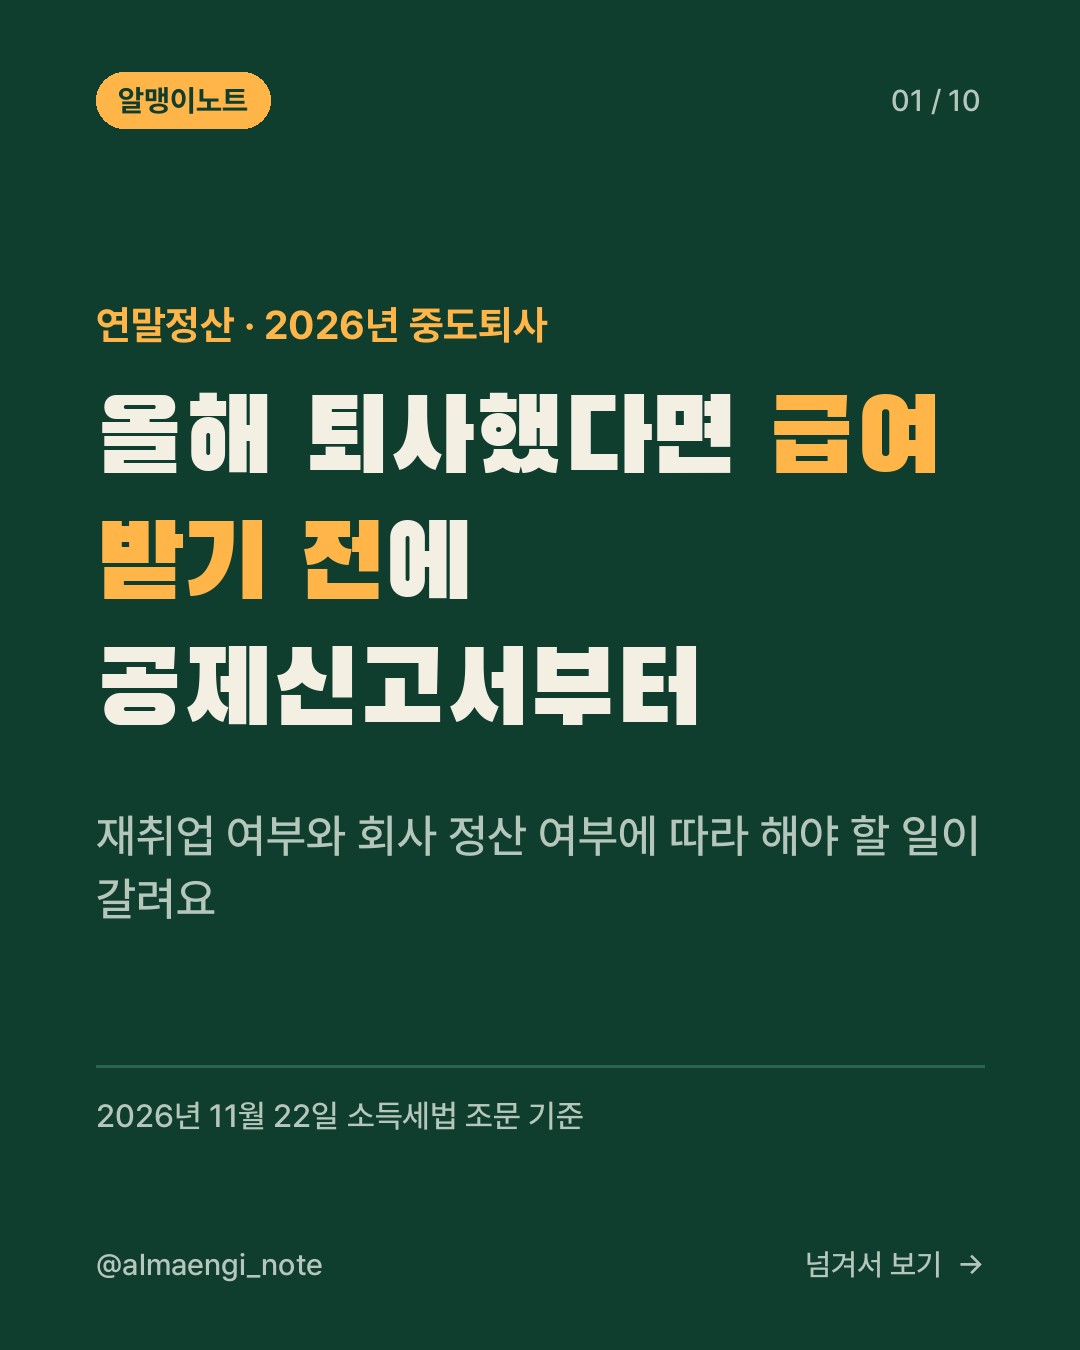 알맹이노트
01 / 10
연말정산 · 2026년 중도퇴사
올해 퇴사했다면 급여
받기 전에
공제신고서부터
재취업 여부와 회사 정산 여부에 따라 해야 할 일이
갈려요
2026년 11월 22일 소득세법 조문 기준
@almaengi_note
넘겨서 보기 →